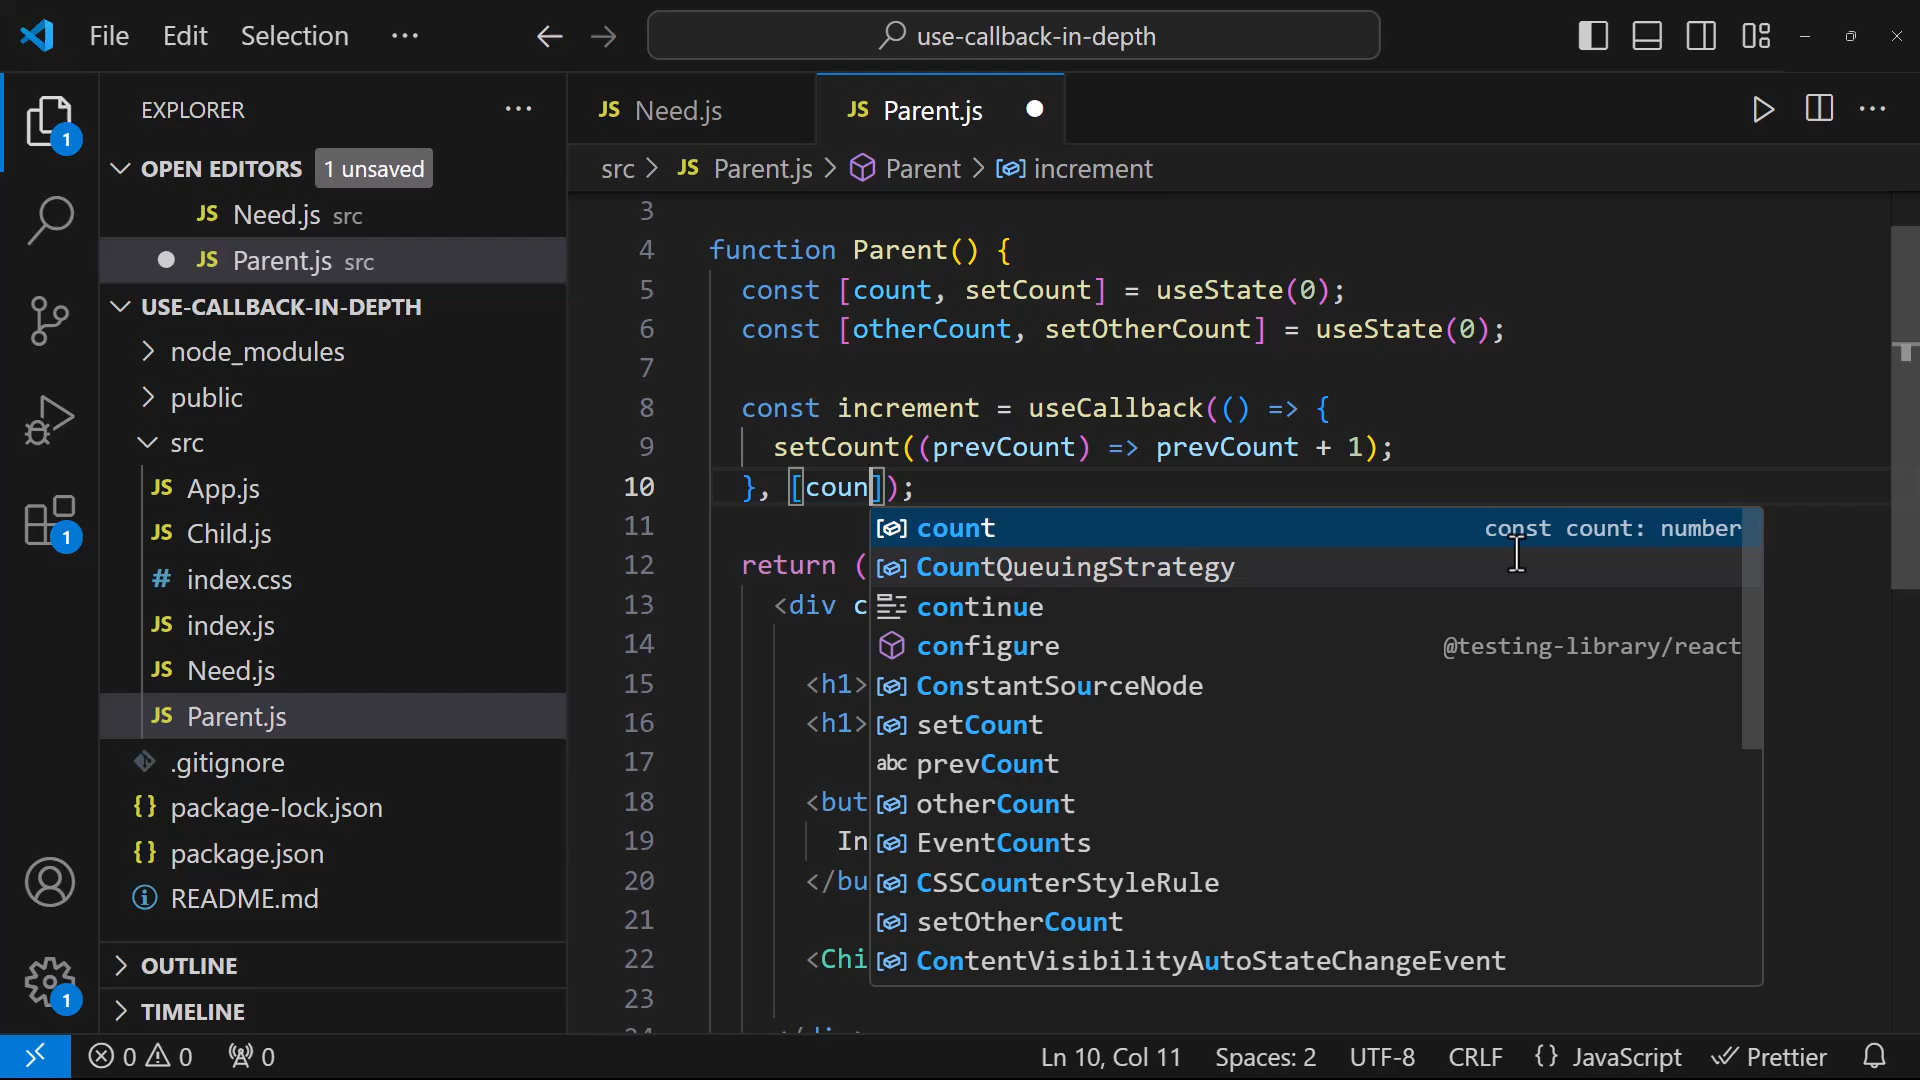 File Edit Selection ··· use-callback-in-depth
EXPLORER ···
OPEN EDITORS 1 unsaved
JS Need.js src
JS Parent.js src
USE-CALLBACK-IN-DEPTH
node_modules
public
src
JS App.js
JS Child.js
# index.css
JS index.js
JS Need.js
JS Parent.js
.gitignore
{} package-lock.json
{} package.json
README.md
OUTLINE
TIMELINE
1
1
1
JS Need.js JS Parent.js
src > JS Parent.js > Parent > increment
3
4 function Parent() {
5 const [count, setCount] = useState(0);
6 const [otherCount, setOtherCount] = useState(0);
7
8 const increment = useCallback(() => {
9 setCount((prevCount) => prevCount + 1);
10 }, [coun]);
11
12 return (
13 <div c
14
15 <h1>
16 <h1>
17
18 <but
19 In
20 </bu
21
22 <Chi
23
count const count: number
CountQueuingStrategy
continue
configure @testing-library/react
ConstantSourceNode
setCount
abc prevCount
otherCount
EventCounts
CSSCounterStyleRule
setOtherCount
ContentVisibilityAutoStateChangeEvent
0 0 0 Ln 10, Col 11 Spaces: 2 UTF-8 CRLF {} JavaScript Prettier